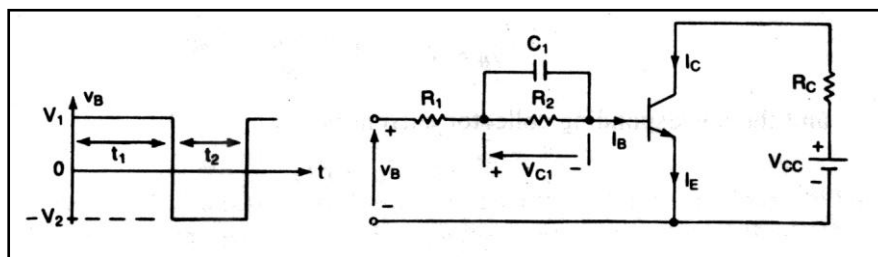 v_B
V_1
t_1
t_2
0
t
-V_2
C_1
R_1
R_2
I_B
+
-
v_B
+
V_C1
-
I_C
I_E
R_C
V_CC
+
-